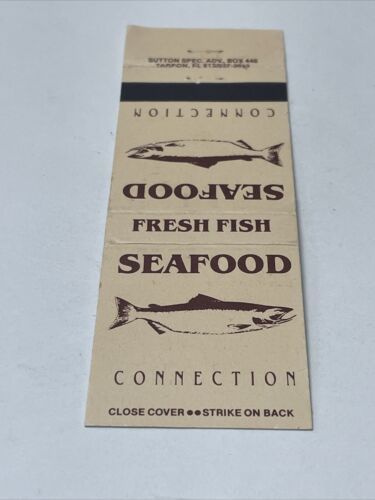 SUTTON SPEC. ADV., BOX 448
TARPON, FL
CONNECTION
SEAFOOD
FRESH FISH
SEAFOOD
CONNECTION
CLOSE COVER ●● STRIKE ON BACK